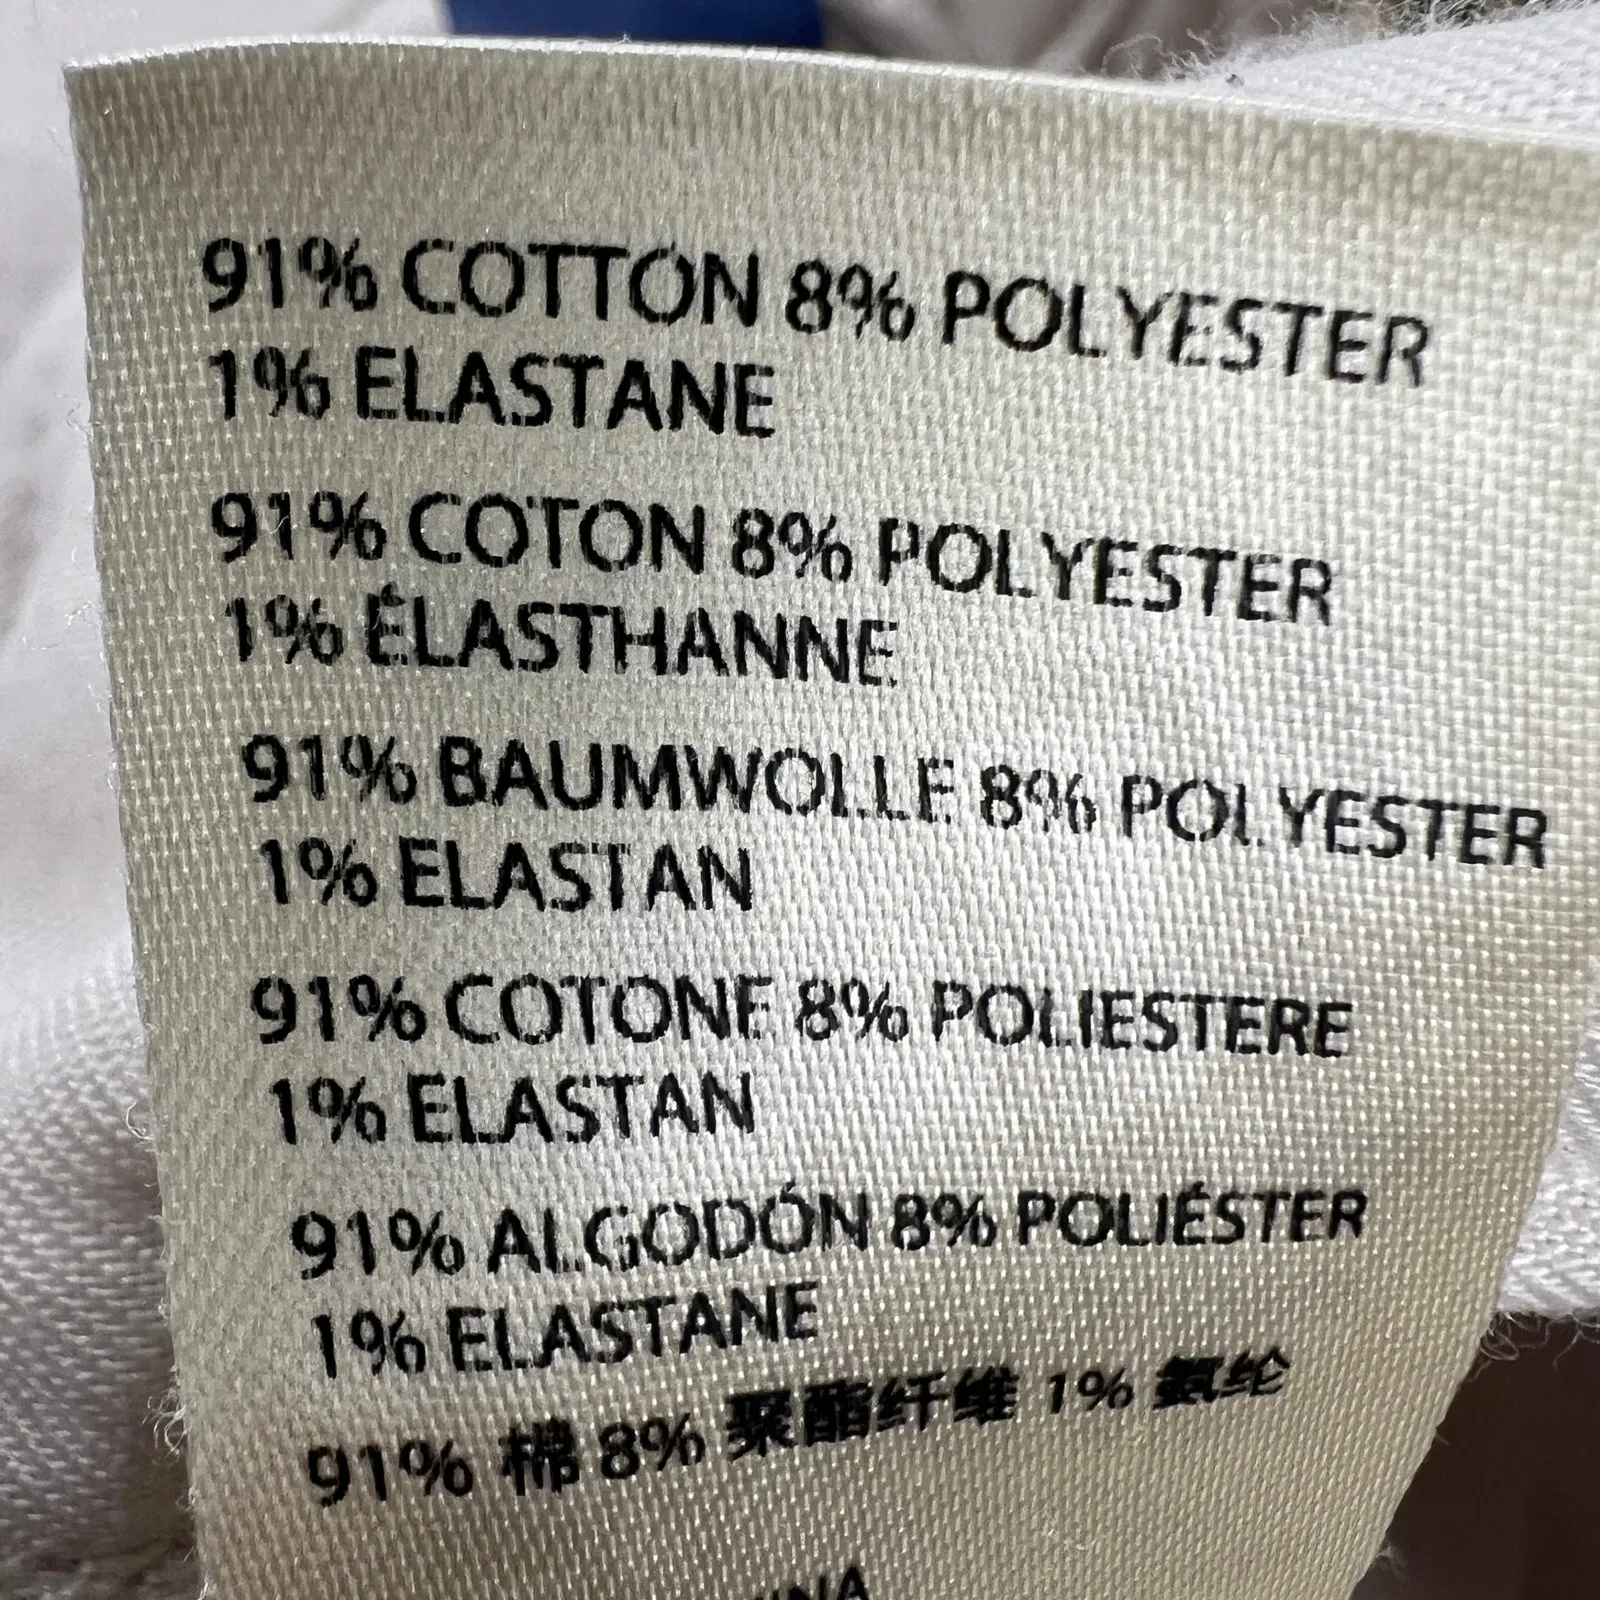 91% COTTON 8% POLYESTER
1% ELASTANE
91% COTON 8% POLYESTER
1% ÉLASTHANNE
91% BAUMWOLLE 8% POLYESTER
1% ELASTAN
91% COTONE 8% POLIESTERE
1% ELASTAN
91% ALGODÓN 8% POLIÉSTER
1% ELASTANE
91% 棉 8% 聚酯纤维 1% 氨纶